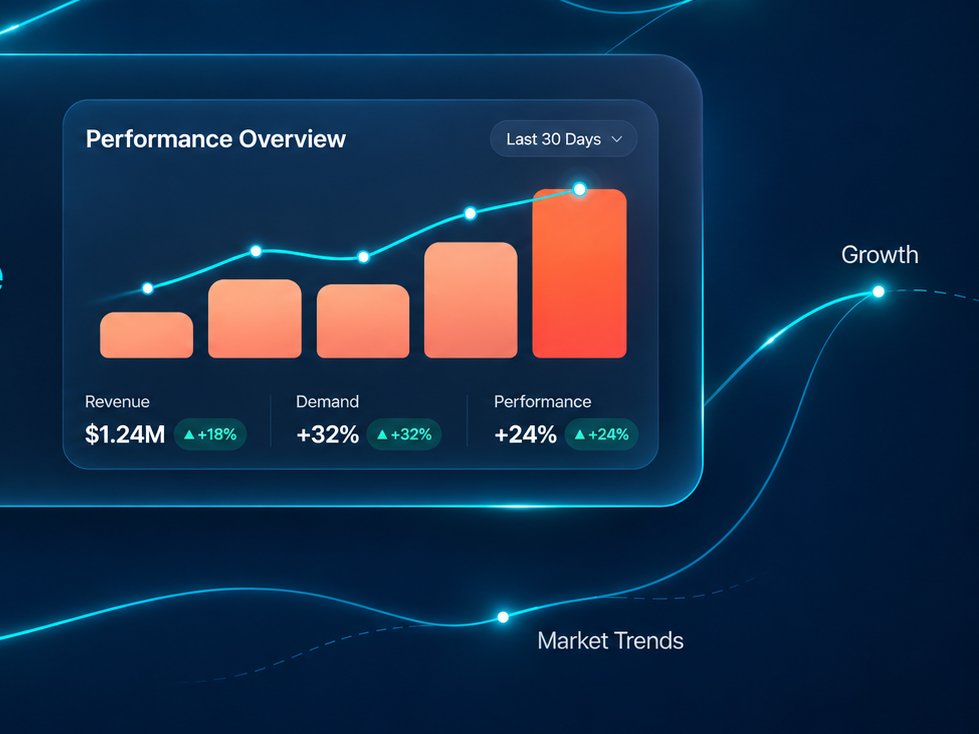 Performance Overview
Last 30 Days
Growth
Revenue
Demand
Performance
$1.24M ▲+18%
+32% ▲+32%
+24% ▲+24%
Market Trends